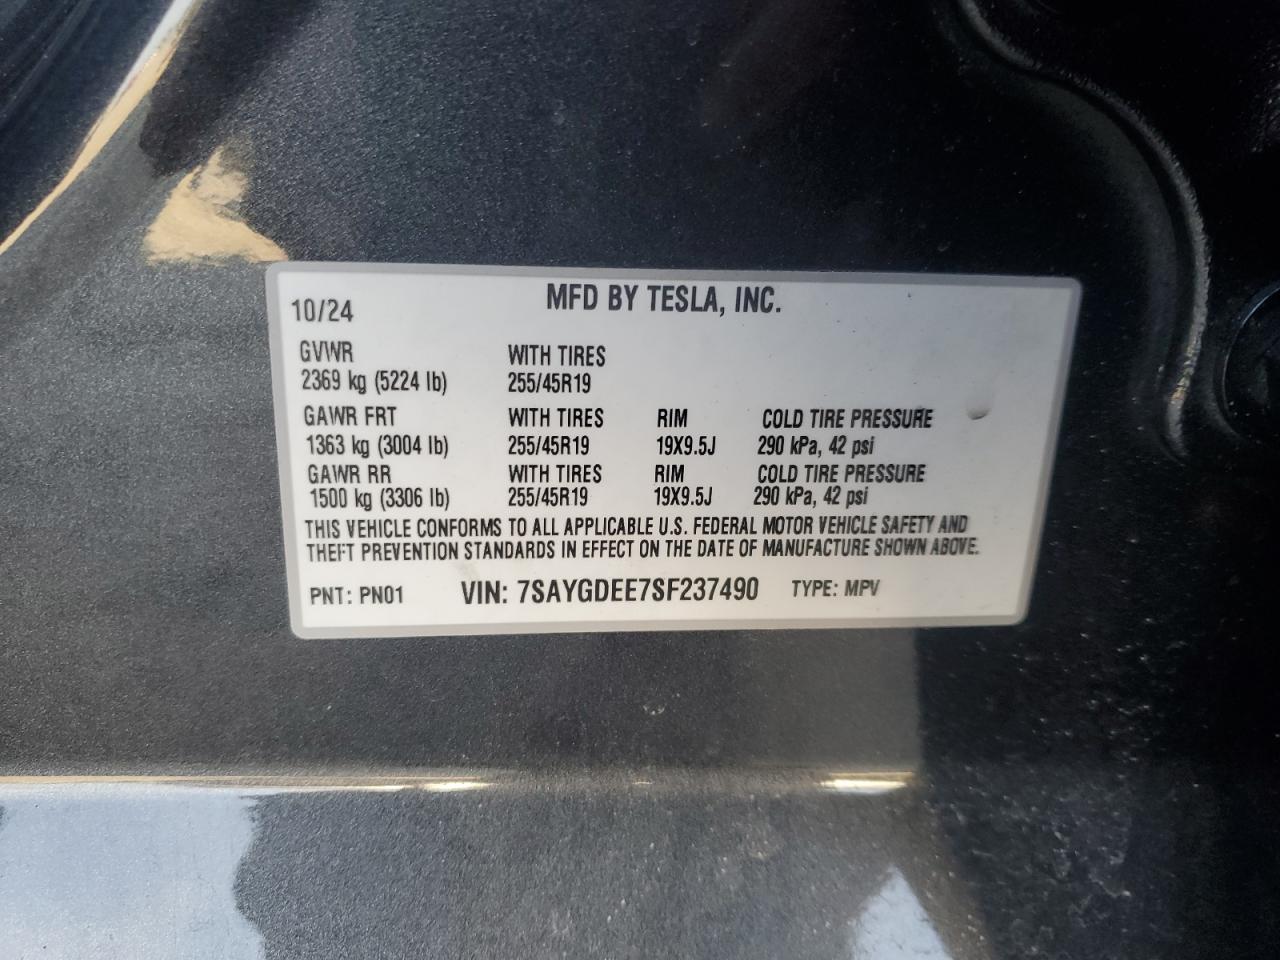 MFD BY TESLA, INC.
10/24
GVWR WITH TIRES
2369 kg (5224 lb) 255/45R19
GAWR FRT WITH TIRES RIM COLD TIRE PRESSURE
1363 kg (3004 lb) 255/45R19 19X9.5J 290 kPa, 42 psi
GAWR RR WITH TIRES RIM COLD TIRE PRESSURE
1500 kg (3306 lb) 255/45R19 19X9.5J 290 kPa, 42 psi
THIS VEHICLE CONFORMS TO ALL APPLICABLE U.S. FEDERAL MOTOR VEHICLE SAFETY AND
THEFT PREVENTION STANDARDS IN EFFECT ON THE DATE OF MANUFACTURE SHOWN ABOVE.
PNT: PN01 VIN: 7SAYGDEE7SF237490 TYPE: MPV